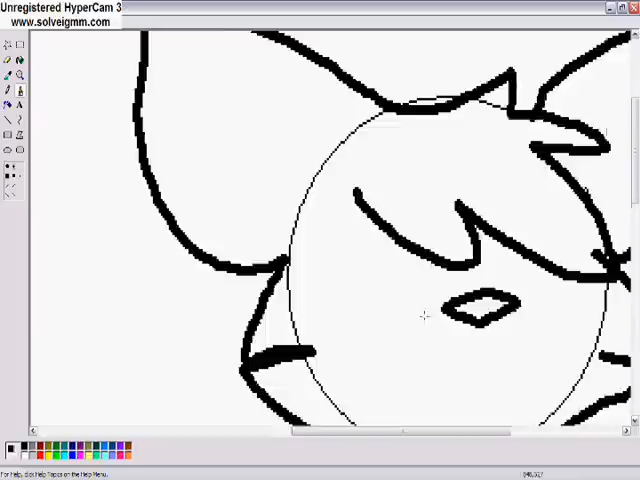 Unregistered HyperCam 3
www.solveigmm.com
A
For Help, click Help Topics on the Help Menu.